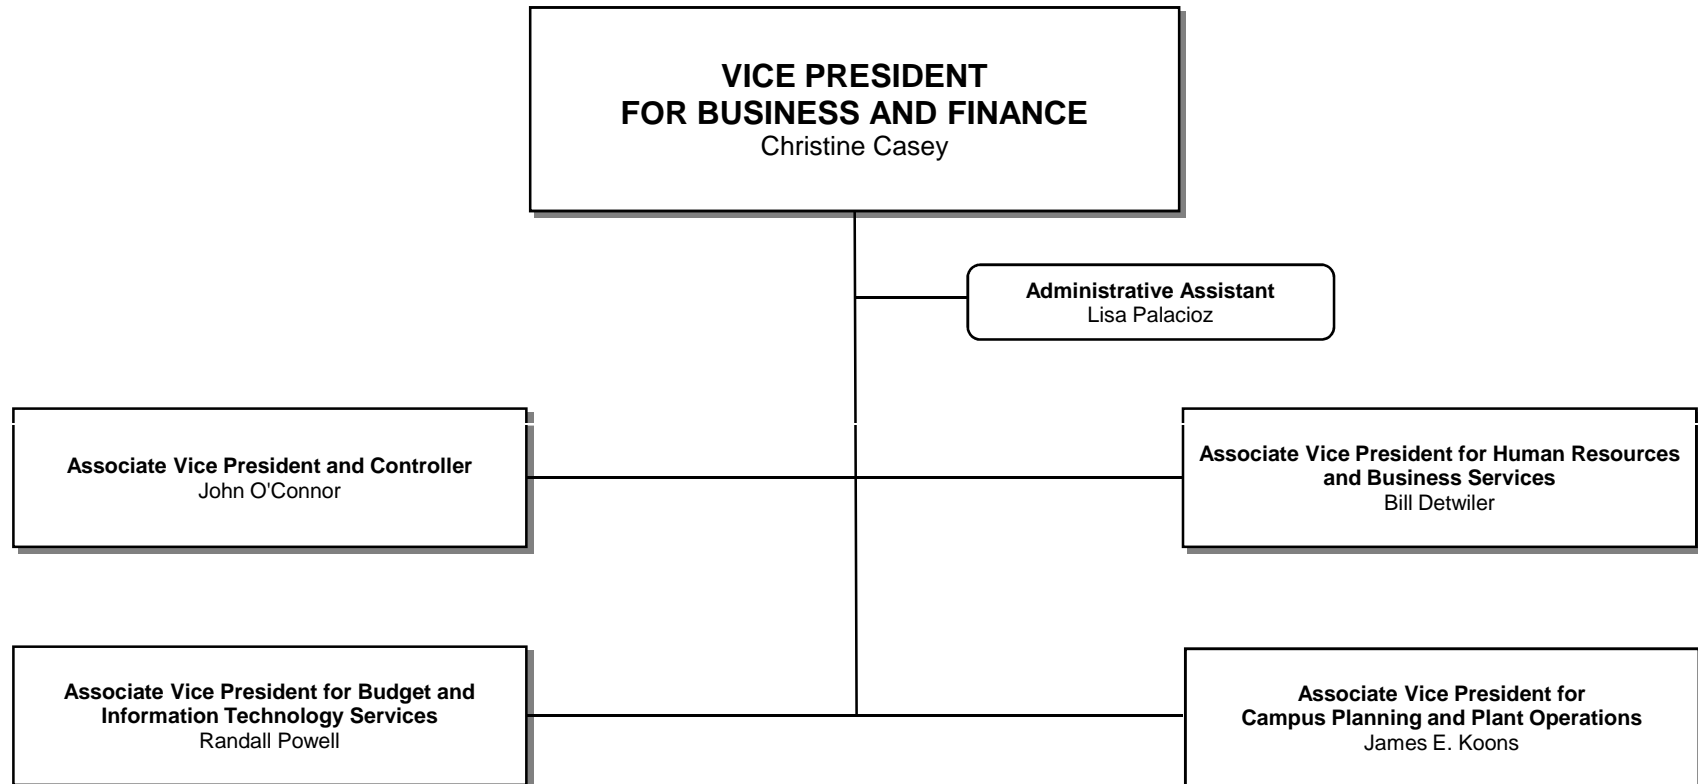 VICE PRESIDENT
FOR BUSINESS AND FINANCE
Christine Casey
Administrative Assistant
Lisa Palacioz
Associate Vice President and Controller
John O'Connor
Associate Vice President for Human Resources
and Business Services
Bill Detwiler
Associate Vice President for Budget and
Information Technology Services
Randall Powell
Associate Vice President for
Campus Planning and Plant Operations
James E. Koons